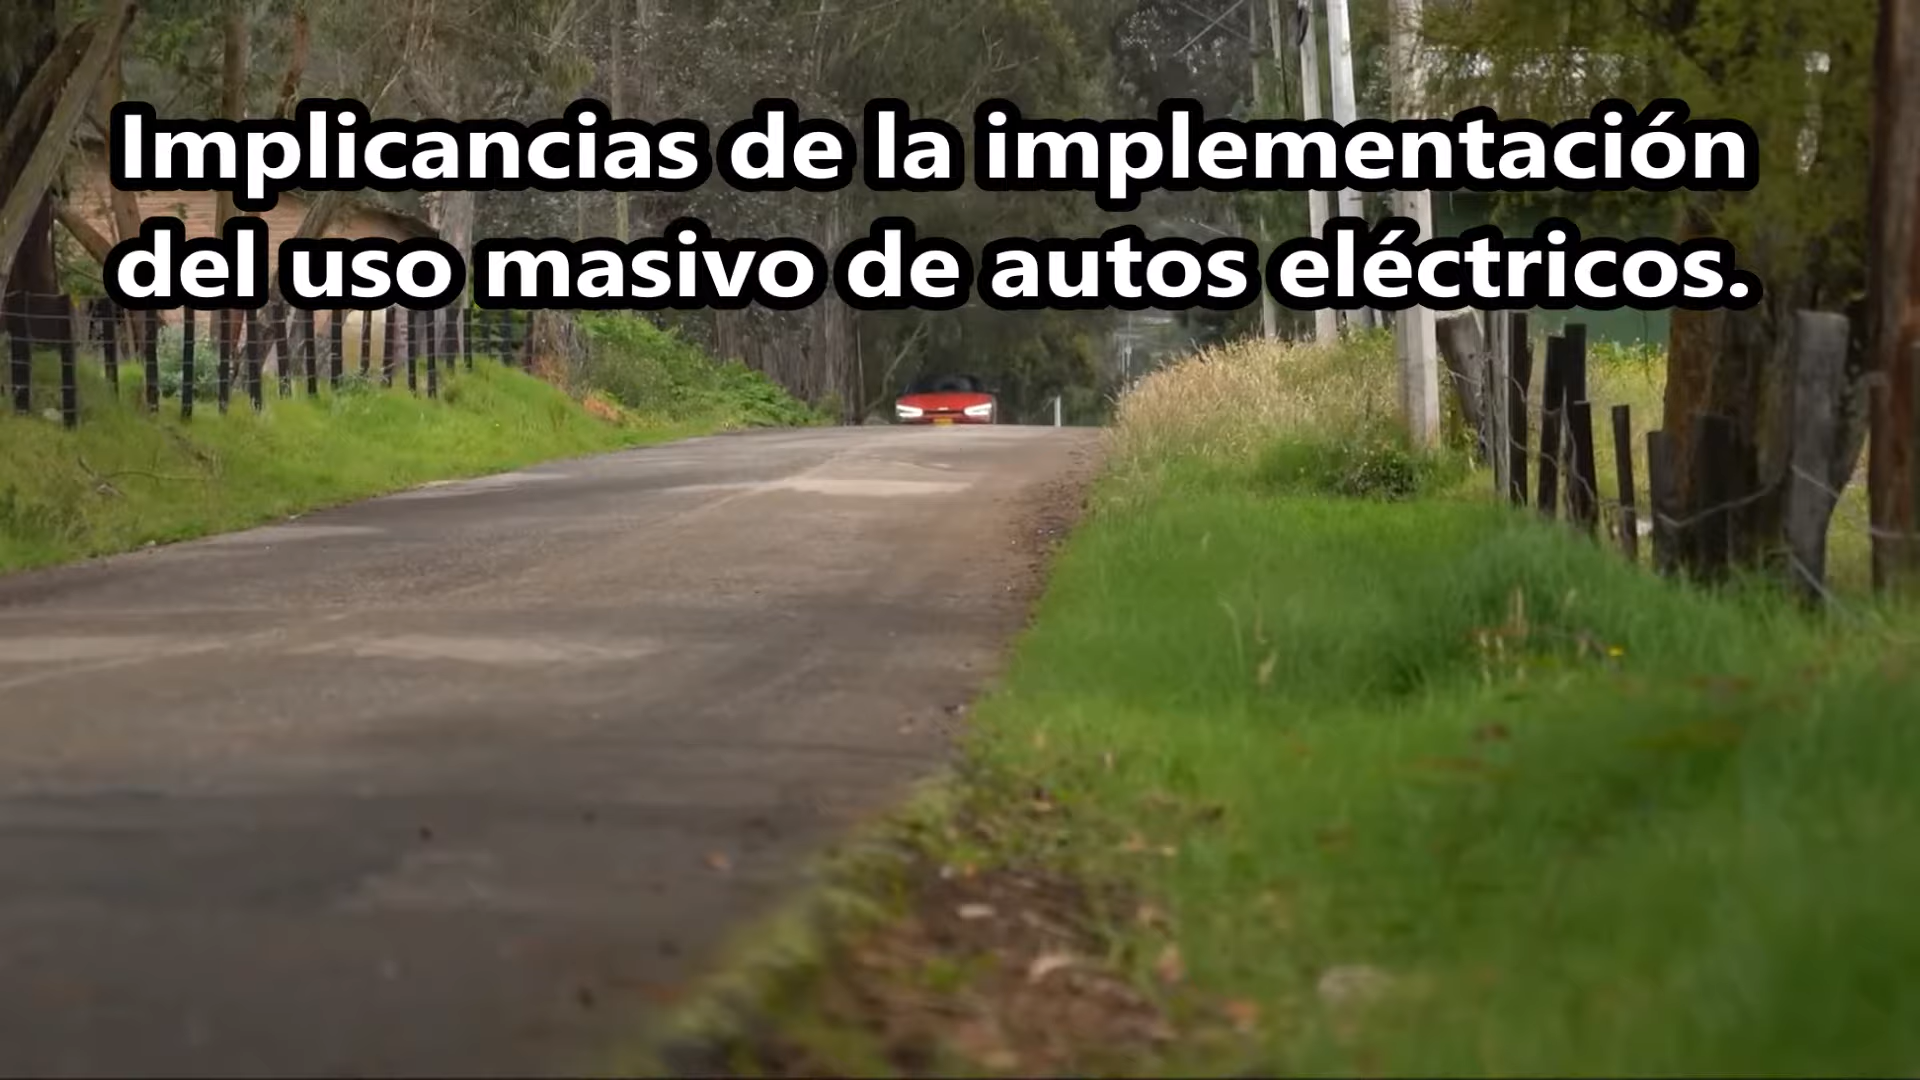 Implicancias de la implementación
del uso masivo de autos eléctricos.